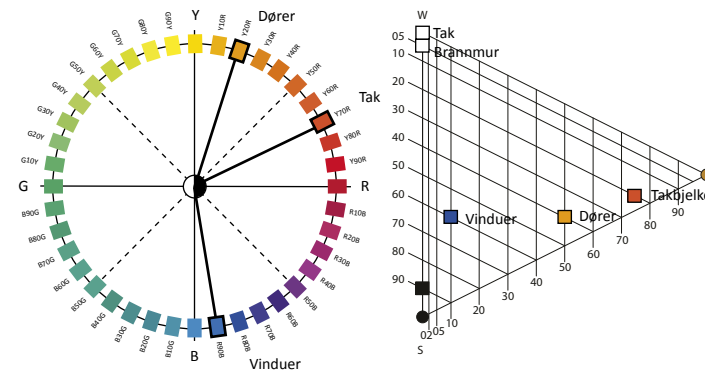 Y
Dører
Y10R
Y20R
Y30R
Y40R
Y50R
Y60R
Tak
Y70R
Y80R
Y90R
R
R10B
R20B
R30B
R40B
R50B
R60B
R70B
R80B
R90B
Vinduer
B
B10G
B20G
B30G
B40G
B50G
B60G
B70G
B80G
B90G
G
G10Y
G20Y
G30Y
G40Y
G50Y
G60Y
G70Y
G80Y
G90Y
W
05
Tak
10
Brannmur
20
30
40
50
60
70
80
90
Vinduer
Dører
Takbjelke
S
02
05
10
20
30
40
50
60
70
80
90